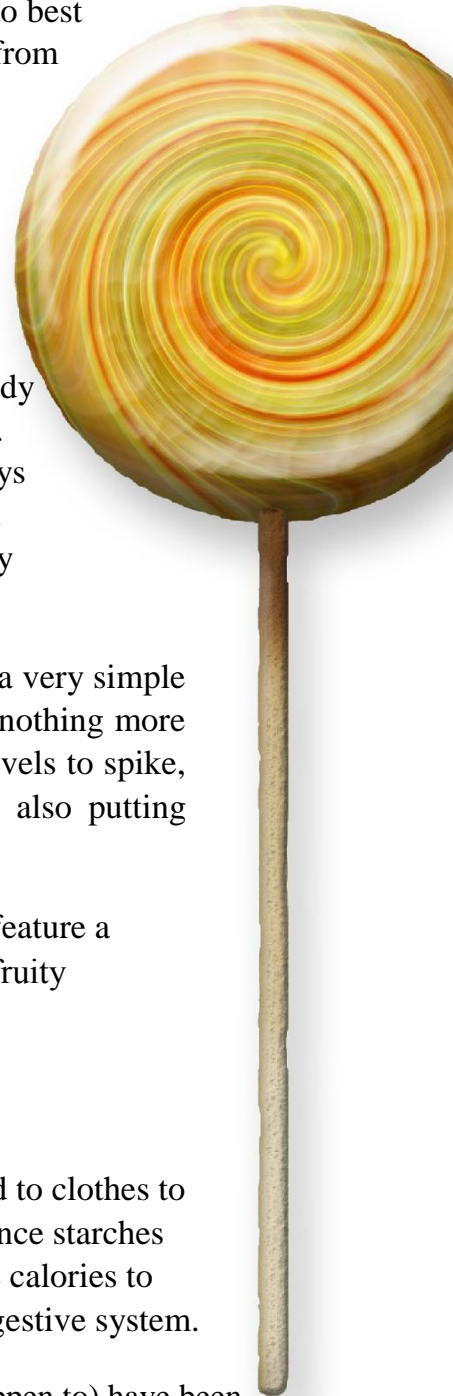 o best
from
dy
.
ys
y
a very simple
nothing more
vels to spike,
also putting
feature a
fruity
d to clothes to
nce starches
calories to
gestive system.
ppen to) have been